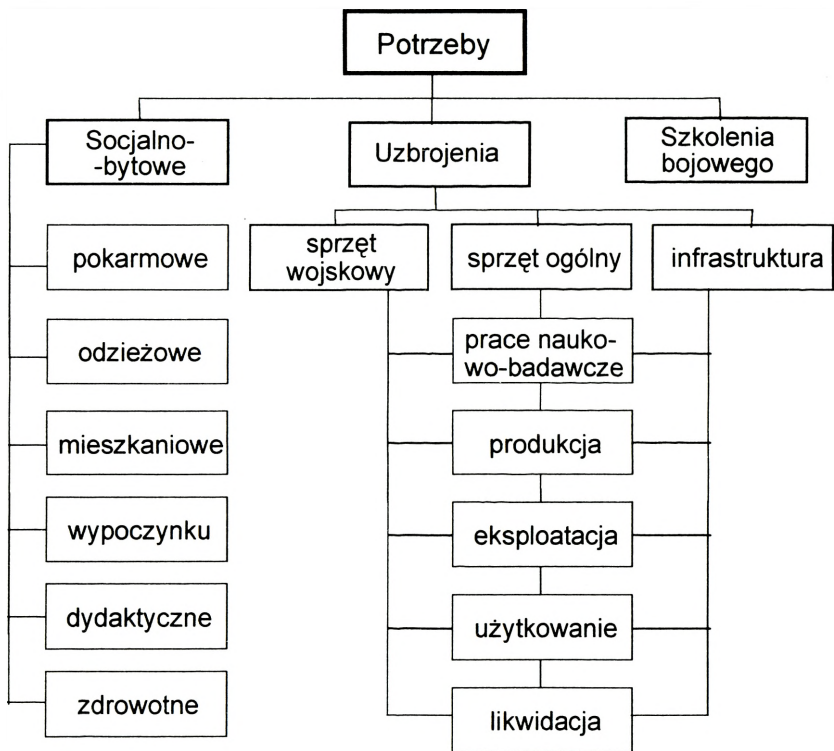 Potrzeby
Socjalno-
-bytowe
Uzbrojenia
Szkolenia
bojowego
pokarmowe
odzieżowe
mieszkaniowe
wypoczynku
dydaktyczne
zdrowotne
sprzęt
wojskowy
sprzęt ogólny
infrastruktura
prace nauko-
wo-badawcze
produkcja
eksploatacja
użytkowanie
likwidacja